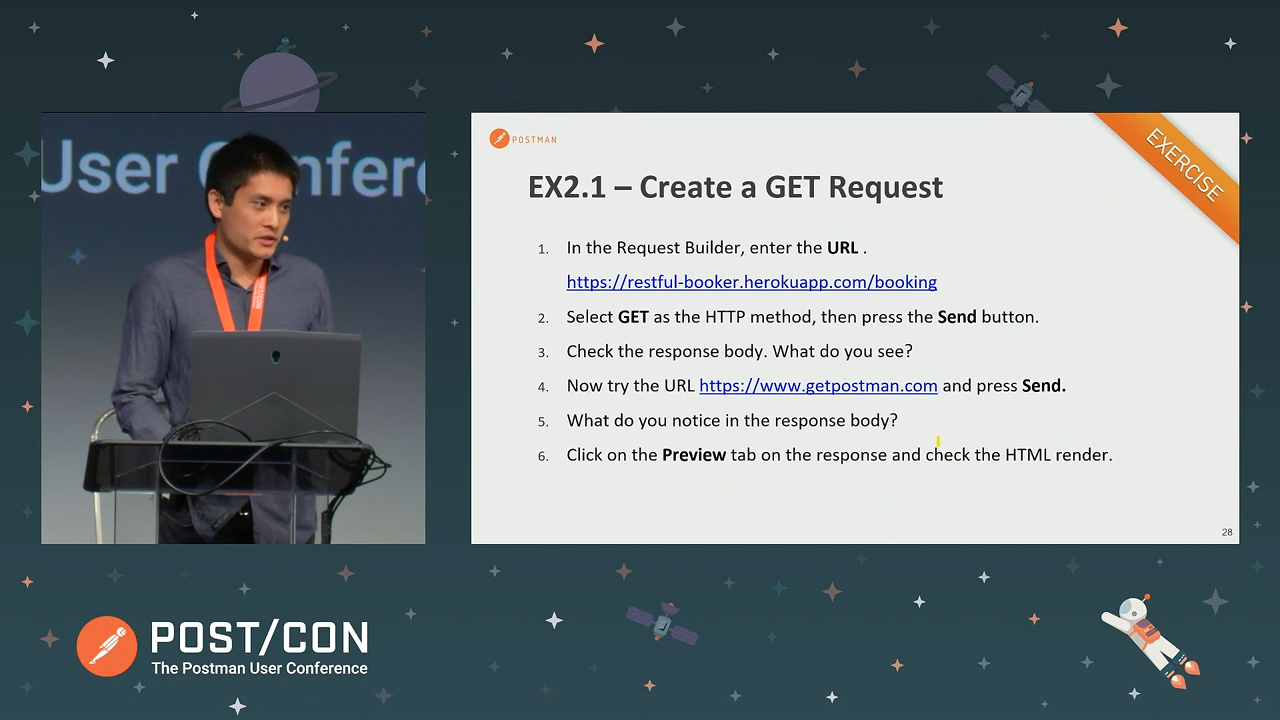 User Confere
POST/CON
POSTMAN
EXERCISE
EX2.1 – Create a GET Request
1. In the Request Builder, enter the URL .
https://restful-booker.herokuapp.com/booking
2. Select GET as the HTTP method, then press the Send button.
3. Check the response body. What do you see?
4. Now try the URL https://www.getpostman.com and press Send.
5. What do you notice in the response body?
6. Click on the Preview tab on the response and check the HTML render.
28
POST/CON
The Postman User Conference